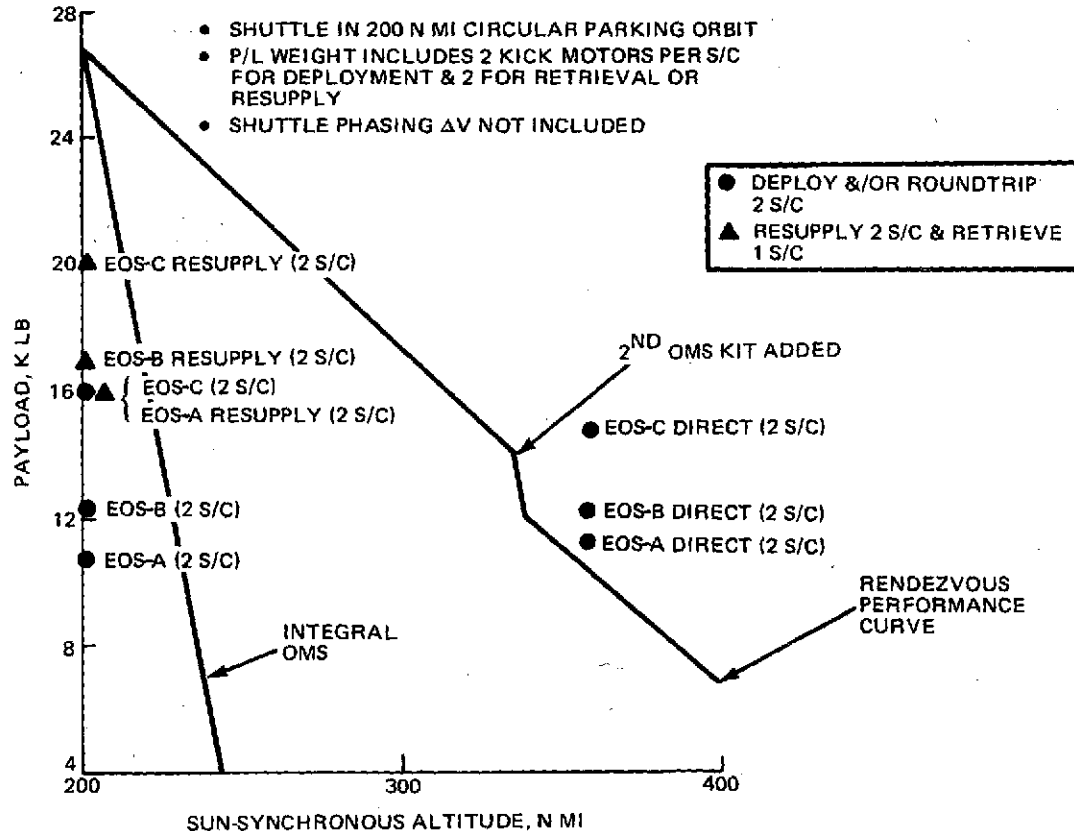 • SHUTTLE IN 200 N MI CIRCULAR PARKING ORBIT
• P/L WEIGHT INCLUDES 2 KICK MOTORS PER S/C
FOR DEPLOYMENT & 2 FOR RETRIEVAL OR
RESUPPLY
• SHUTTLE PHASING ΔV NOT INCLUDED
● DEPLOY &/OR ROUNDTRIP
2 S/C
▲ RESUPPLY 2 S/C & RETRIEVE
1 S/C
PAYLOAD, K LB
28
24
20
16
12
8
4
EOS-C RESUPPLY (2 S/C)
EOS-B RESUPPLY (2 S/C)
EOS-C (2 S/C)
EOS-A RESUPPLY (2 S/C)
EOS-B (2 S/C)
EOS-A (2 S/C)
2ND OMS KIT ADDED
EOS-C DIRECT (2 S/C)
EOS-B DIRECT (2 S/C)
EOS-A DIRECT (2 S/C)
INTEGRAL
OMS
RENDEZVOUS
PERFORMANCE
CURVE
200
300
400
SUN-SYNCHRONOUS ALTITUDE, N MI